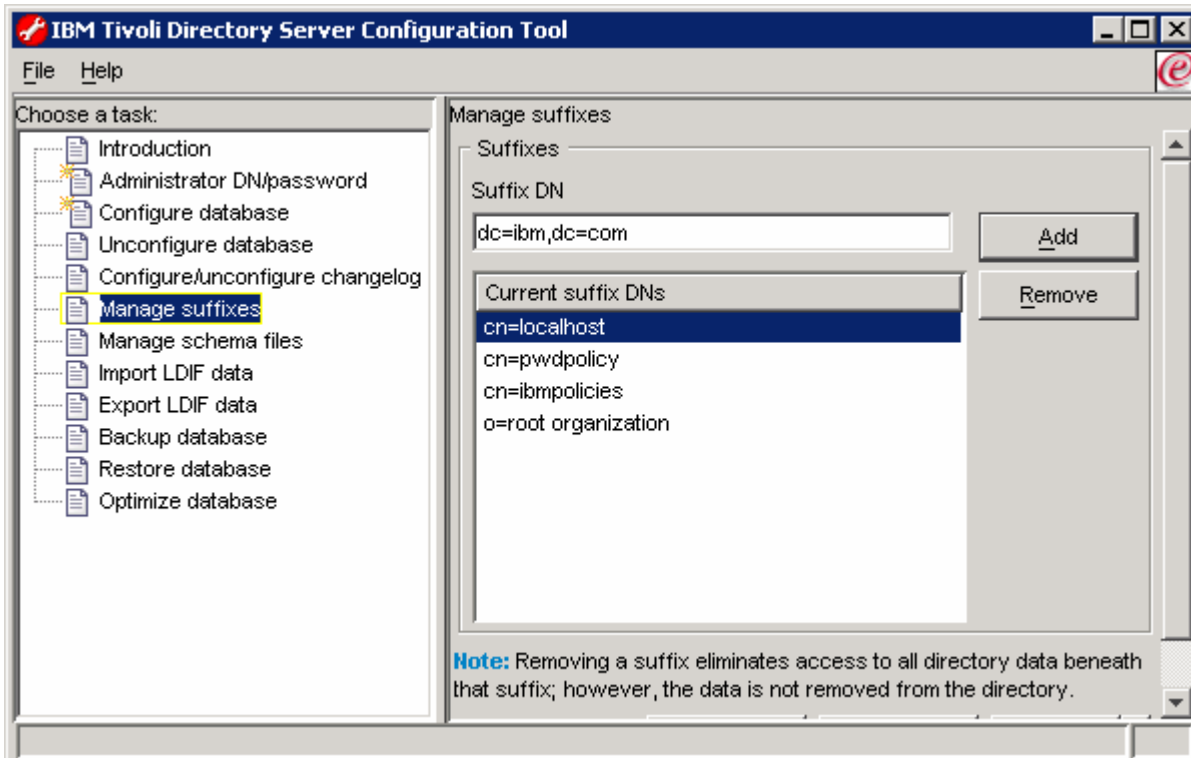 IBM Tivoli Directory Server Configuration Tool
File Help
Choose a task:
Introduction
Administrator DN/password
Configure database
Unconfigure database
Configure/unconfigure changelog
Manage suffixes
Manage schema files
Import LDIF data
Export LDIF data
Backup database
Restore database
Optimize database
Manage suffixes
Suffixes
Suffix DN
dc=ibm,dc=com
Add
Current suffix DNs
Remove
cn=localhost
cn=pwdpolicy
cn=ibmpolicies
o=root organization
Note: Removing a suffix eliminates access to all directory data beneath
that suffix; however, the data is not removed from the directory.